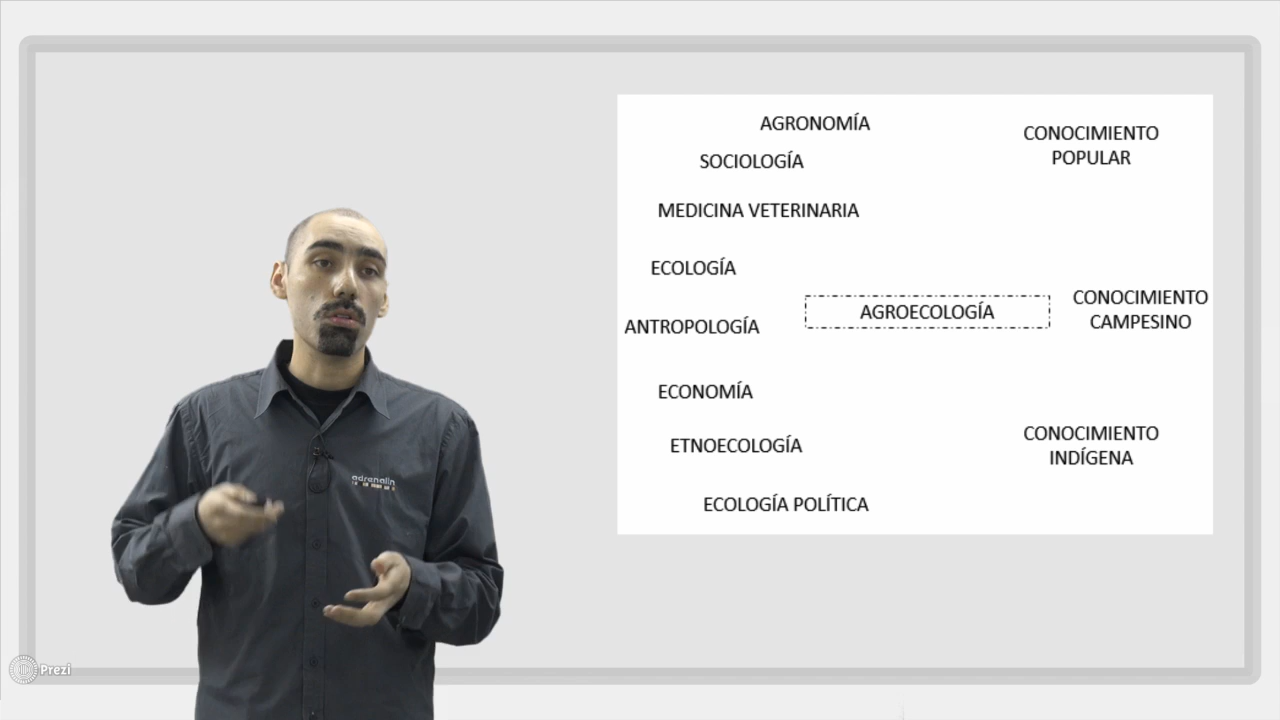 AGRONOMÍA
SOCIOLOGÍA
MEDICINA VETERINARIA
ECOLOGÍA
ANTROPOLOGÍA
ECONOMÍA
ETNOECOLOGÍA
ECOLOGÍA POLÍTICA
AGROECOLOGÍA
CONOCIMIENTO
POPULAR
CONOCIMIENTO
CAMPESINO
CONOCIMIENTO
INDÍGENA
adrenalin
Prezi